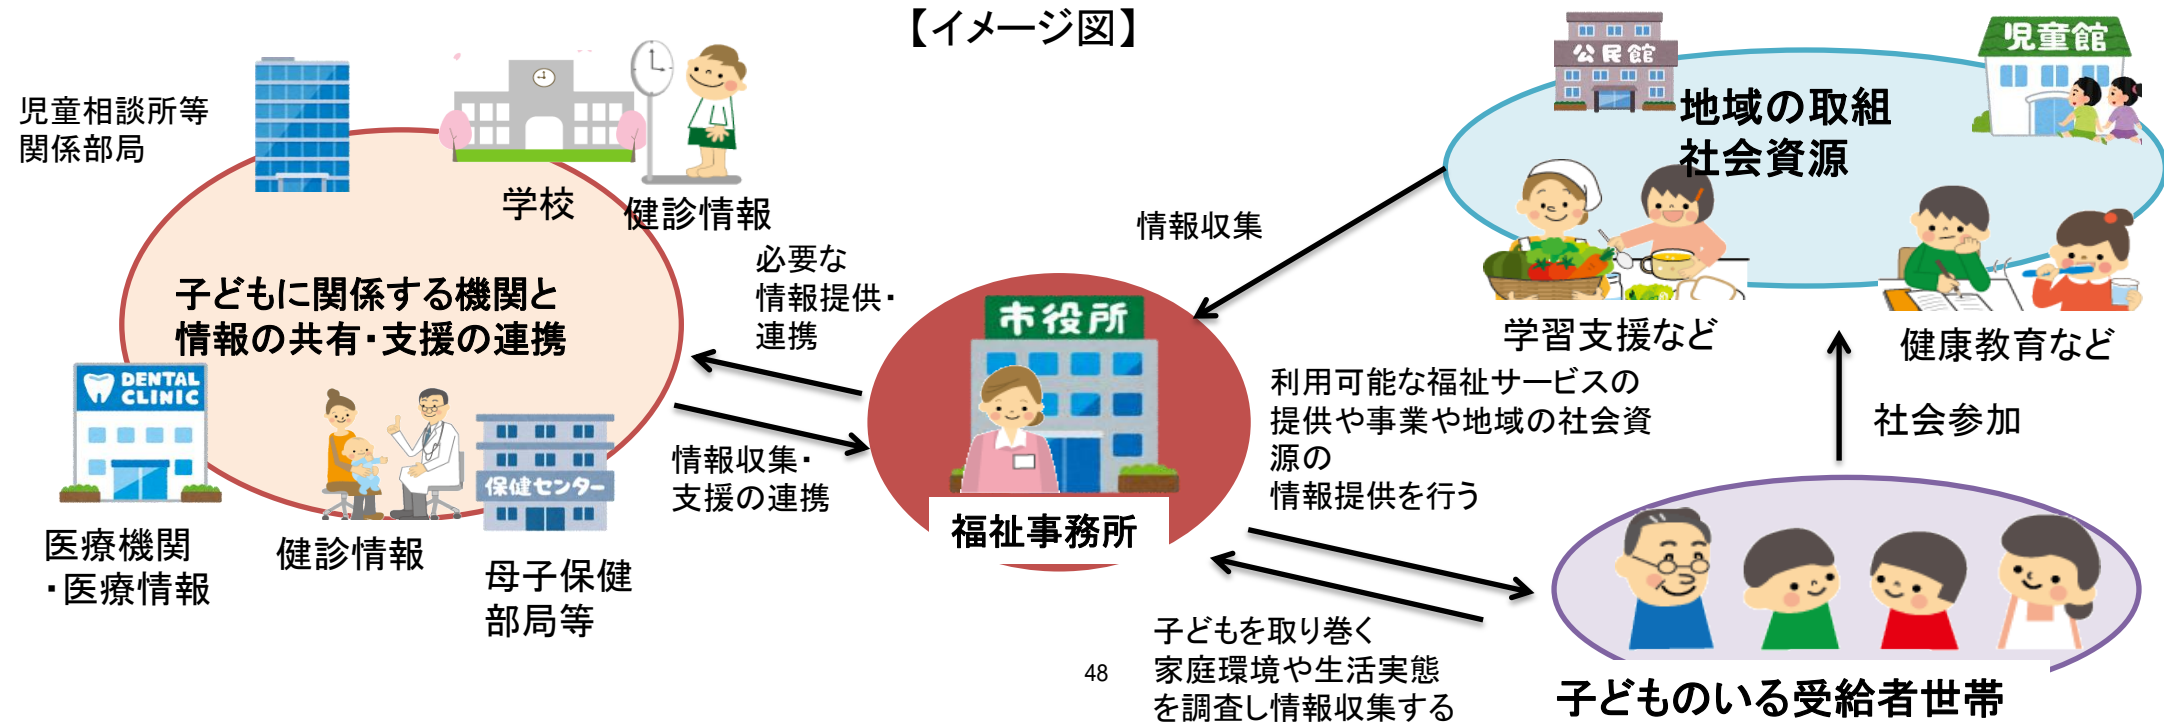 【イメージ図】
児童相談所等
関係部局
学校
健診情報
子どもに関係する機関と
情報の共有・支援の連携
DENTAL
CLINIC
医療機関
・医療情報
健診情報
保健センター
母子保健
部局等
必要な
情報提供・
連携
情報収集・
支援の連携
市役所
福祉事務所
情報収集
公民館
児童館
地域の取組
社会資源
学習支援など
健康教育など
利用可能な福祉サービスの
提供や事業や地域の社会資
源の
情報提供を行う
社会参加
子どもを取り巻く
家庭環境や生活実態
を調査し情報収集する
子どものいる受給者世帯
48